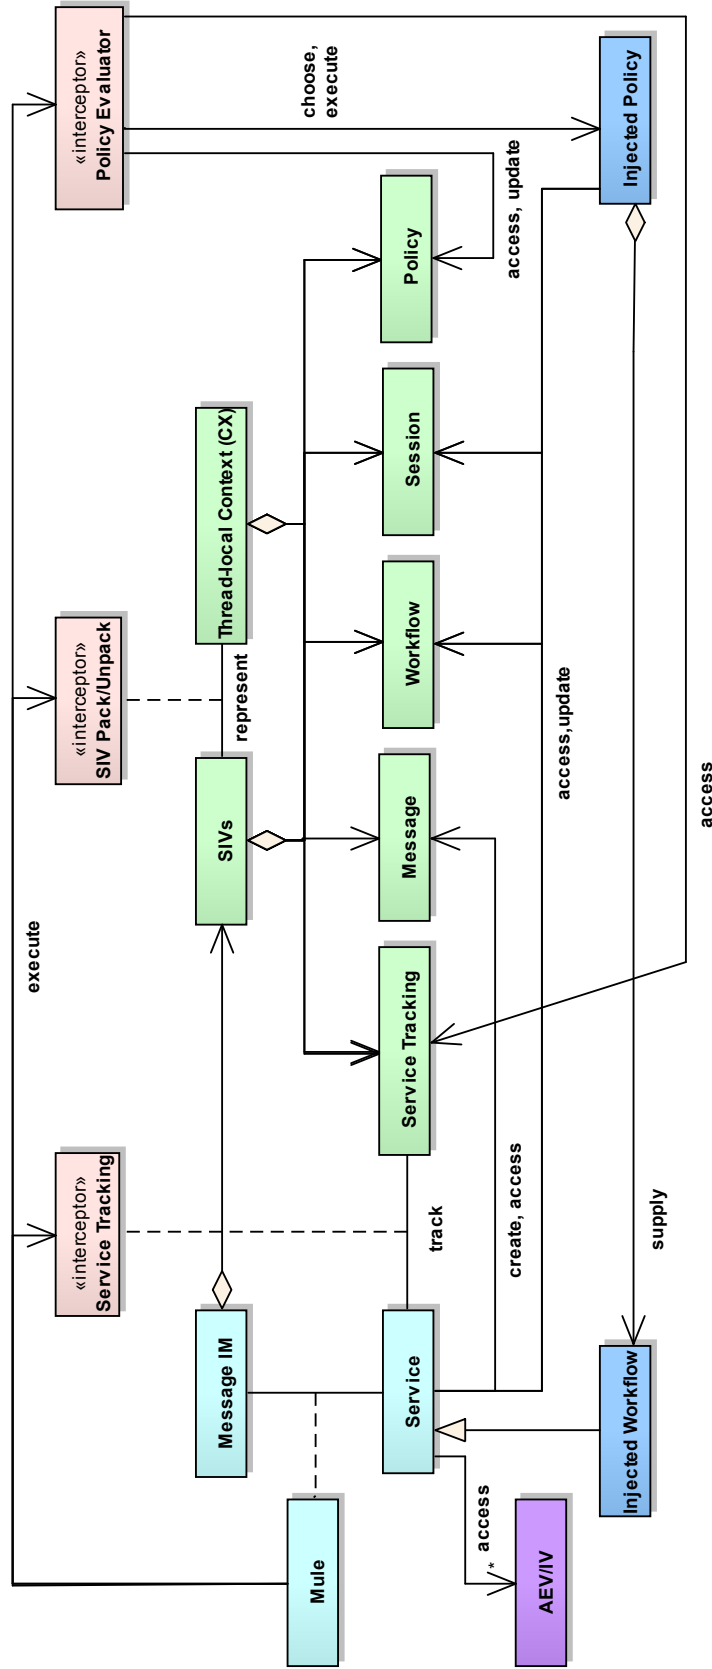 execute
«interceptor»
Service Tracking
«interceptor»
SIV Pack/Unpack
«interceptor»
Policy Evaluator
Message IM
SIVs
represent
Thread-local Context (CX)
Mule
choose,
execute
Service
track
Service Tracking
Message
Workflow
Session
Policy
* access
create, access
access, update
AEV/IV
access,update
Injected Workflow
supply
Injected Policy
access